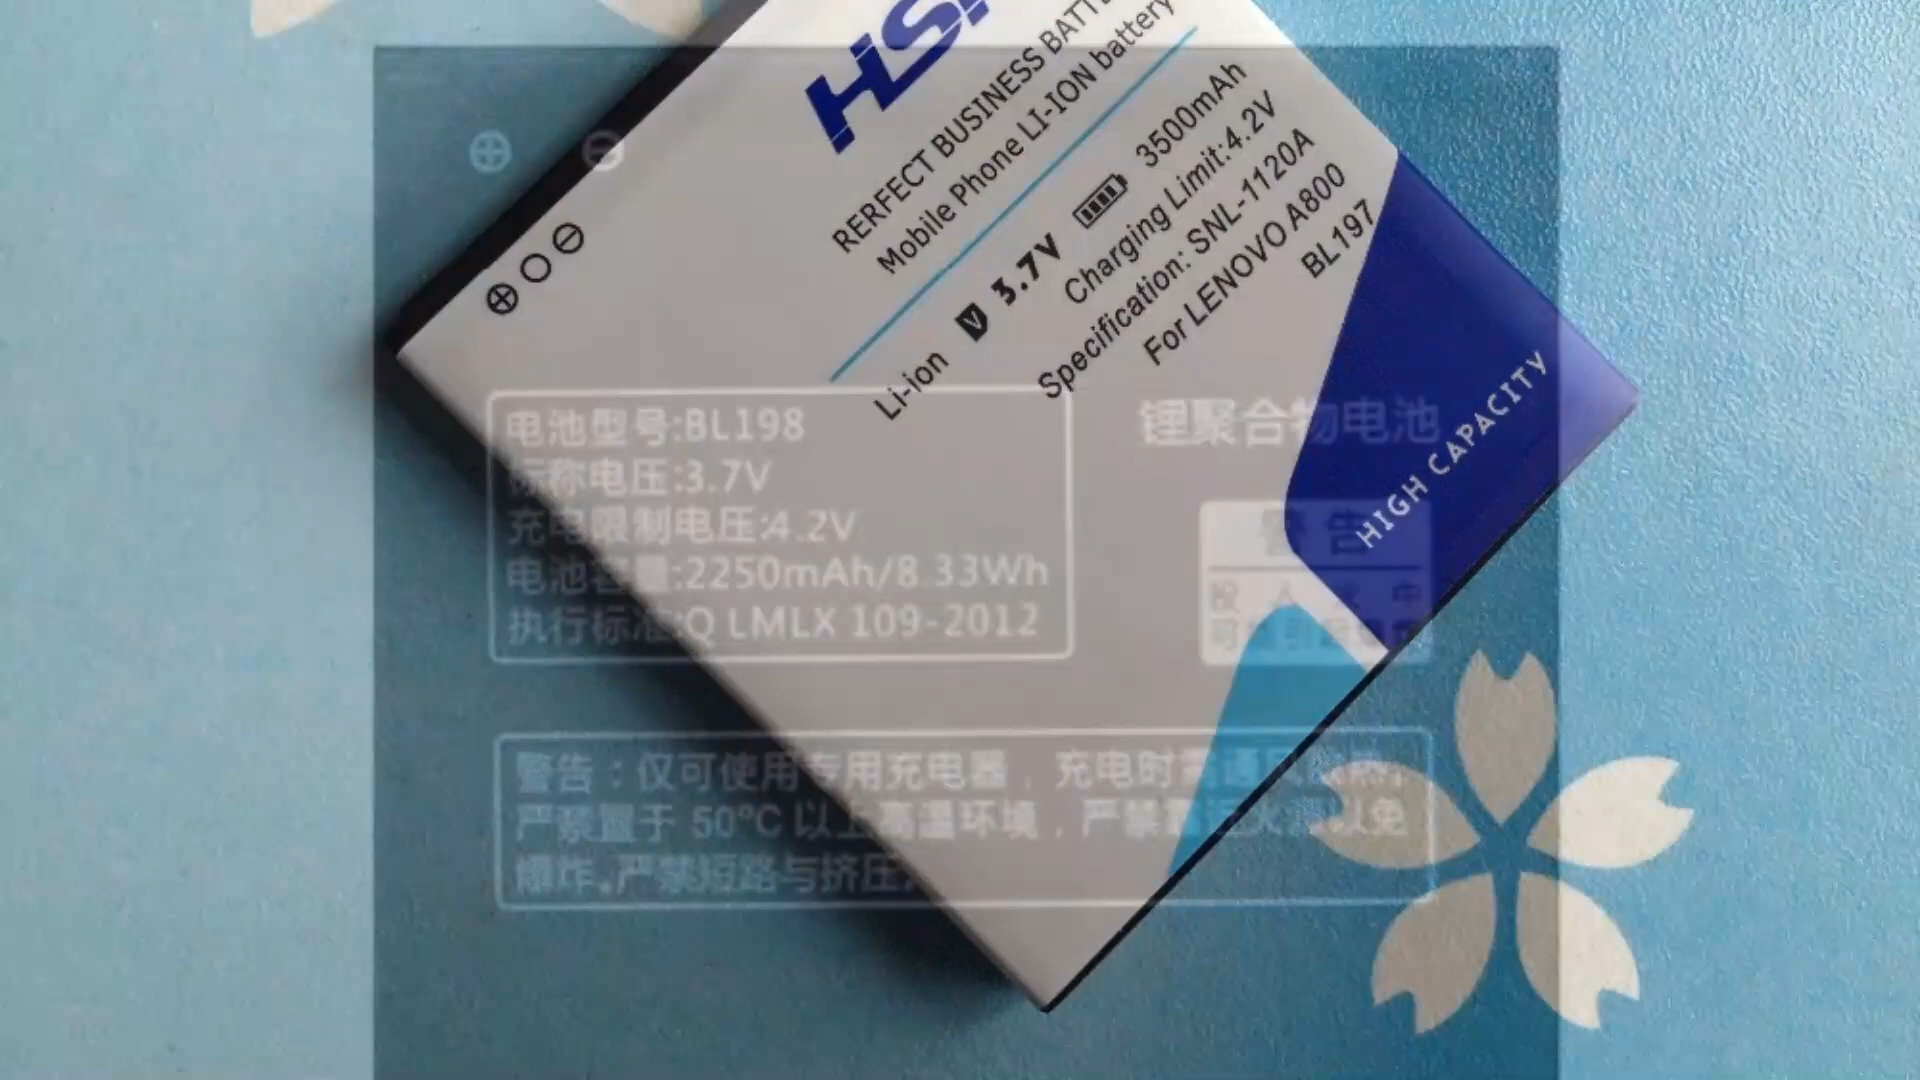 RERFECT BUSINESS
Mobile Phone LI-ION battery
Li-ion V 3.7V 3500mAh
Charging Limit:4.2V
Specification: SNL-1120A
For LENOVO A800
BL197
HIGH CAPACITY
电池型号:BL198
标称电压:3.7V
充电限制电压:4.2V
电池容量:2250mAh/8.33Wh
执行标准:Q LMLX 109-2012
锂聚合物电池
警告
警告：仅可使用专用充电器，充电时需通风
严禁置于 50°C 以上高温环境，严禁 以免
爆炸。严禁短路与挤压